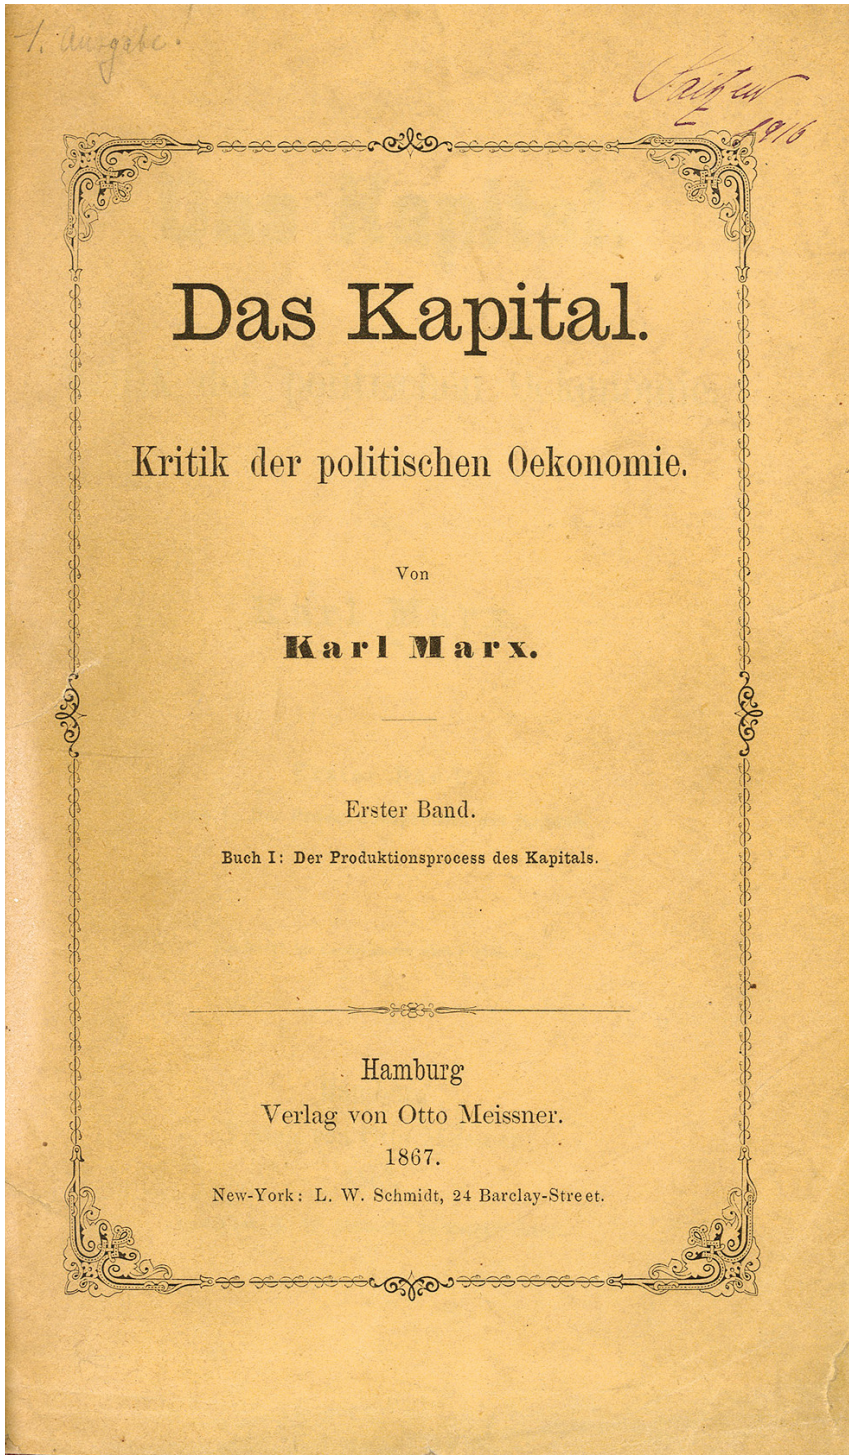 1. Ausgabe!
1916
Das Kapital.
Kritik der politischen Oekonomie.
Von
Karl Marx.
Erster Band.
Buch I: Der Produktionsprocess des Kapitals.
Hamburg
Verlag von Otto Meissner.
1867.
New-York: L. W. Schmidt, 24 Barclay-Street.